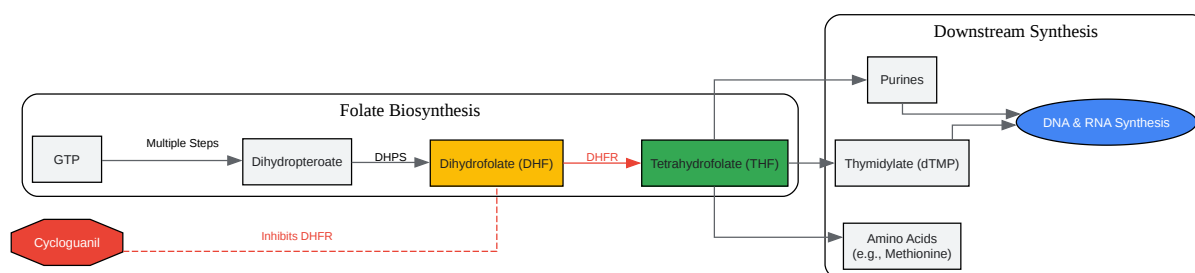 Downstream Synthesis
Purines
Folate Biosynthesis
DNA & RNA Synthesis
GTP
Multiple Steps
Dihydropteroate
DHPS
Dihydrofolate (DHF)
DHFR
Tetrahydrofolate (THF)
Thymidylate (dTMP)
Cycloguanil
Inhibits DHFR
Amino Acids
(e.g., Methionine)